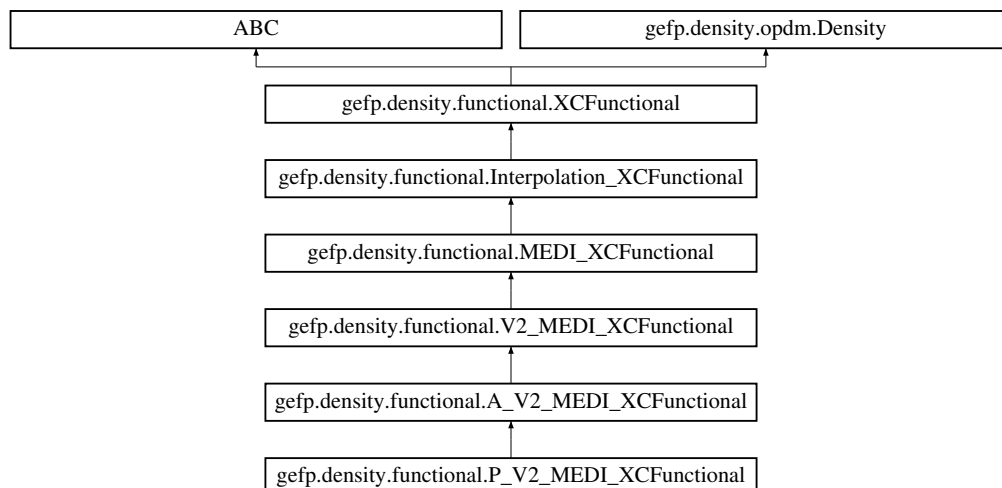 ABC
gefp.density.opdm.Density
gefp.density.functional.XCFunctional
gefp.density.functional.Interpolation_XCFunctional
gefp.density.functional.MEDI_XCFunctional
gefp.density.functional.V2_MEDI_XCFunctional
gefp.density.functional.A_V2_MEDI_XCFunctional
gefp.density.functional.P_V2_MEDI_XCFunctional